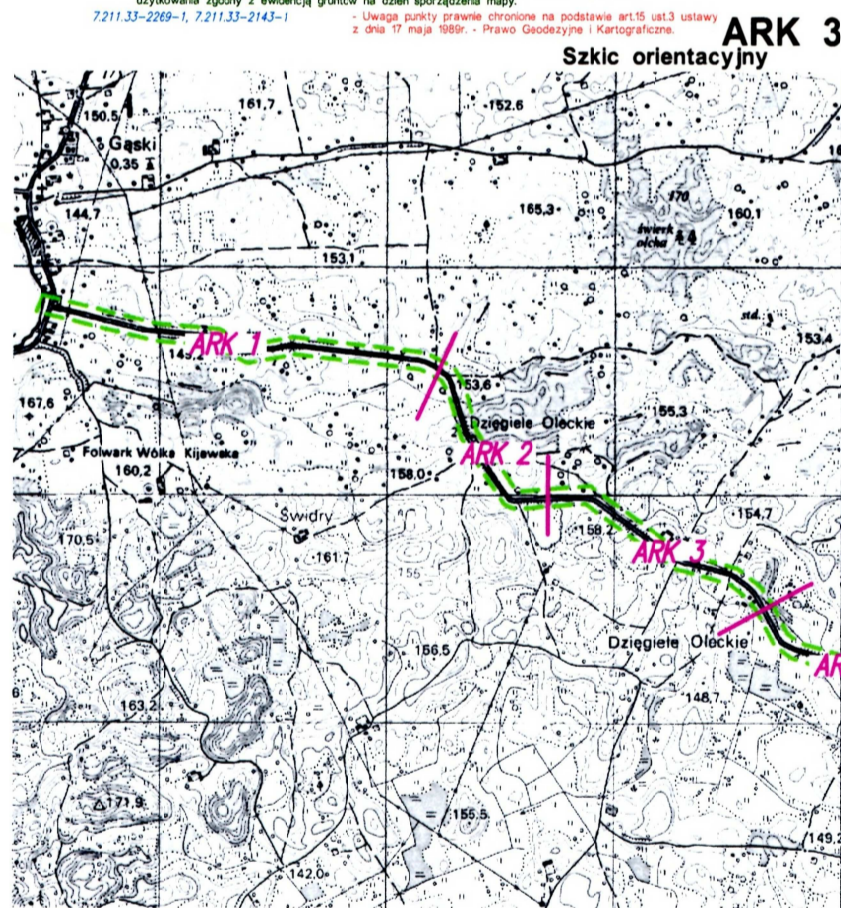 użytkowania zgodny z ewidencją gruntów na dzień sporządzenia mapy.
7.211.33-2269-1, 7.211.33-2143-1
- Uwaga punkty prawnie chronione na podstawie art.15 ust.3 ustawy
z dnia 17 maja 1989r. - Prawo Geodezyjne i Kartograficzne.
ARK 3
Szkic orientacyjny
150.5
161,7
152.6
Gąski
0,35
144.7
165,3
170
160,1
świerk
olcha
153,1
std.
153,4
ARK 1
167,6
153,6
155,3
Dzięgiele Oleckie
Folwark Wólka Kijewska
160,2
158.0
ARK 2
Świdry
154,7
170,5
161,7
158.2
ARK 3
55
156.5
Dzięgiele Oleckie
AR
163,2
148,7
171,9
155.5
149.
142.0